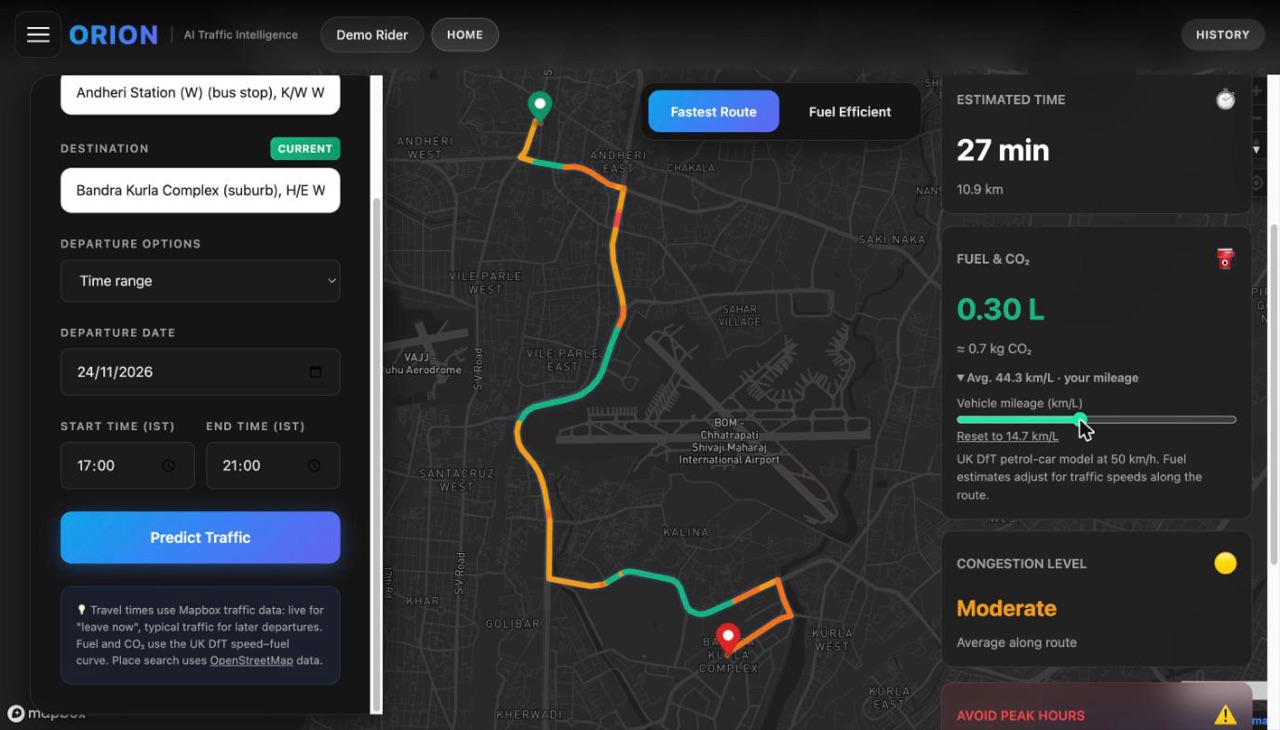 ORION
AI Traffic Intelligence
Demo Rider
HOME
HISTORY
Andheri Station (W) (bus stop), K/W W
DESTINATION
CURRENT
Bandra Kurla Complex (suburb), H/E W
DEPARTURE OPTIONS
Time range
DEPARTURE DATE
24/11/2026
START TIME (IST)
END TIME (IST)
17:00
21:00
Predict Traffic
💡 Travel times use Mapbox traffic data: live for
"leave now", typical traffic for later departures.
Fuel and CO₂ use the UK DfT speed–fuel
curve. Place search uses OpenStreetMap data.
mapbox
Fastest Route
Fuel Efficient
ANDHERI
WEST
ANDHERI
EAST
CHAKALA
SAKI NAKA
VILE PARLE
WEST
SAHAR
VILLAGE
VILE PARLE
EAST
VAJJ -
uhu Aerodrome
S V Road
BOM -
Chhatrapati
Shivaji Maharaj
International Airport
SANTACRUZ
WEST
KALINA
S V Road
KHAR
GOLIBAR
KURLA
WEST
KURLA
COMPLEX
KURLA
EAST
KHERWADI
ESTIMATED TIME
27 min
10.9 km
FUEL & CO₂
0.30 L
≈ 0.7 kg CO₂
▾ Avg. 44.3 km/L · your mileage
Vehicle mileage (km/L)
Reset to 14.7 km/L
UK DfT petrol-car model at 50 km/h. Fuel
estimates adjust for traffic speeds along the
route.
CONGESTION LEVEL
Moderate
Average along route
AVOID PEAK HOURS